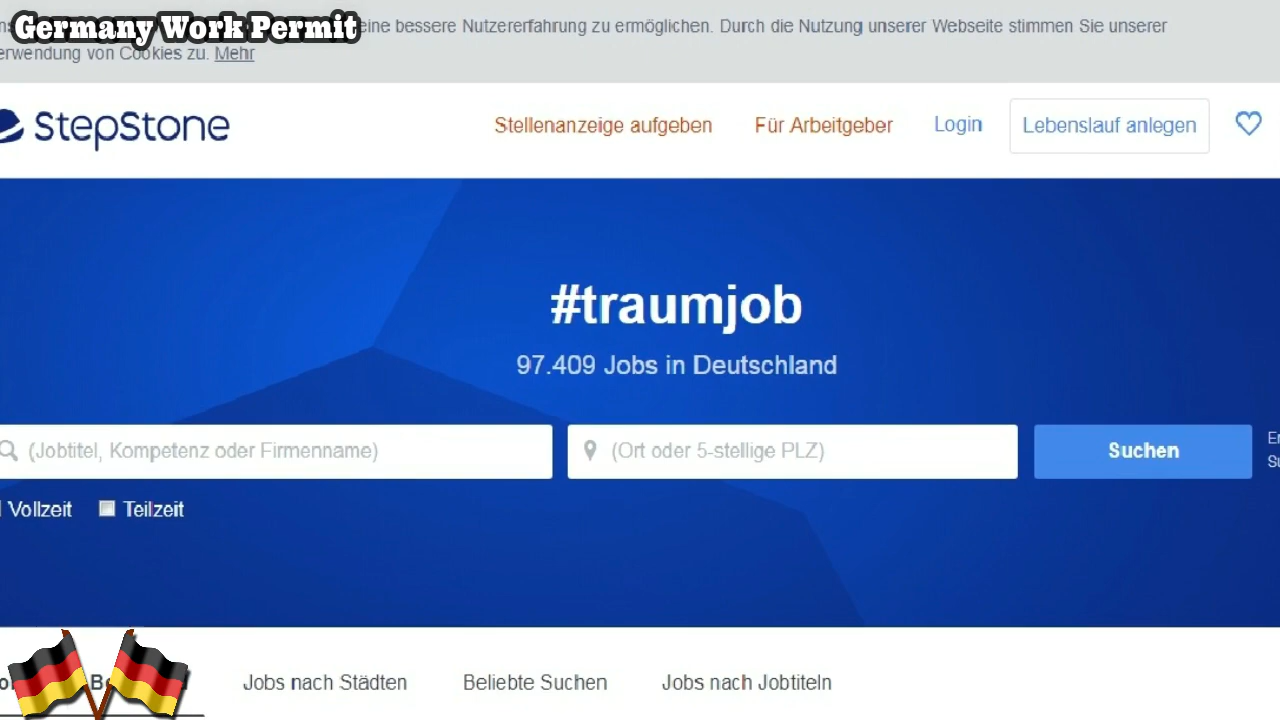 Germany Work Permit eine bessere Nutzererfahrung zu ermöglichen. Durch die Nutzung unserer Webseite stimmen Sie unserer
erwendung von Cookies zu. Mehr
StepStone
Stellenanzeige aufgeben Für Arbeitgeber Login Lebenslauf anlegen
#traumjob
97.409 Jobs in Deutschland
(Jobtitel, Kompetenz oder Firmenname) (Ort oder 5-stellige PLZ) Suchen
Vollzeit Teilzeit
Jobs nach Städten Beliebte Suchen Jobs nach Jobtiteln